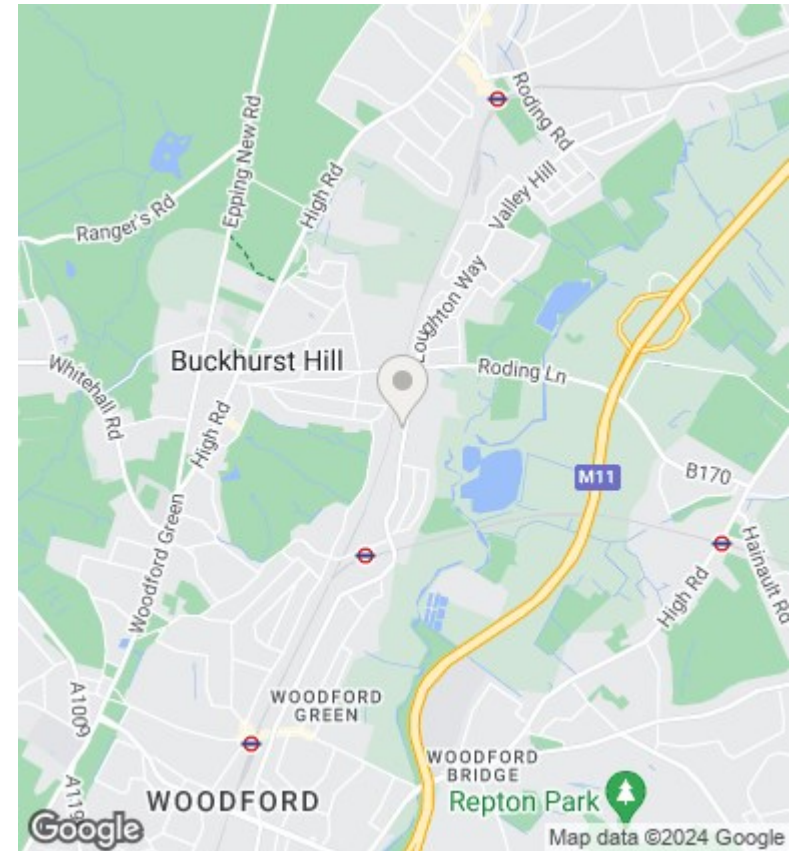 Roding Rd
Epping New Rd
High Rd
Ranger's Rd
Valley Hill
Loughton Way
Buckhurst Hill
Whitehall Rd
Roding Ln
High Rd
M11
B170
Woodford Green
Hainault Rd
High Rd
A1009
WOODFORD
GREEN
WOODFORD
BRIDGE
A119
WOODFORD
Repton Park
Google
Map data ©2024 Google